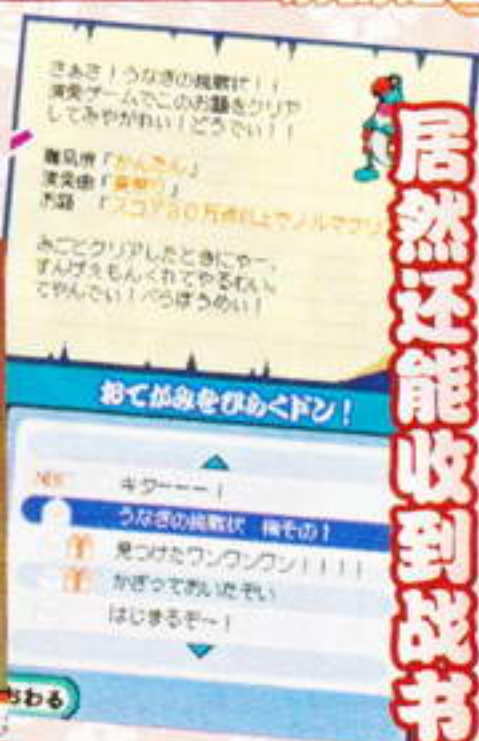 さあさ!うなぎの挑戦状!!
演奏ゲームでこのお題をクリヤ
してみやがれい!どうでい!!
難易度「かんたん」
演奏曲「夏祭り」
お題 「スコア30万点以上でノルマクリ
みごとクリアしたときにゃー、
すんげえもんくれてやるわい。
てやんでい!べらぼうめい!
おてがみをひらくドン!
キターーー!
うなぎの挑戦状 梅その1
見つけたワンワンワン!!!!
かざっておいたぞい
はじまるぞ~!
おわる
居然还能收到战书